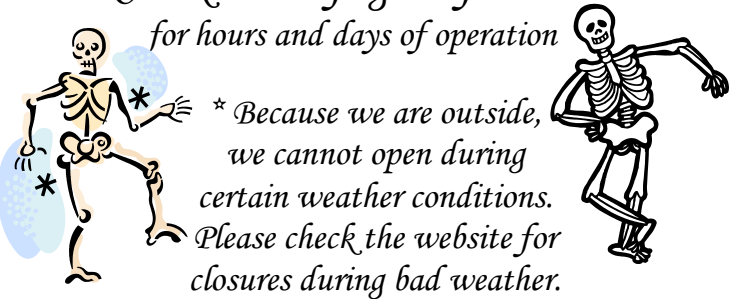 for hours and days of operation
* Because we are outside,
we cannot open during
certain weather conditions.
Please check the website for
closures during bad weather.